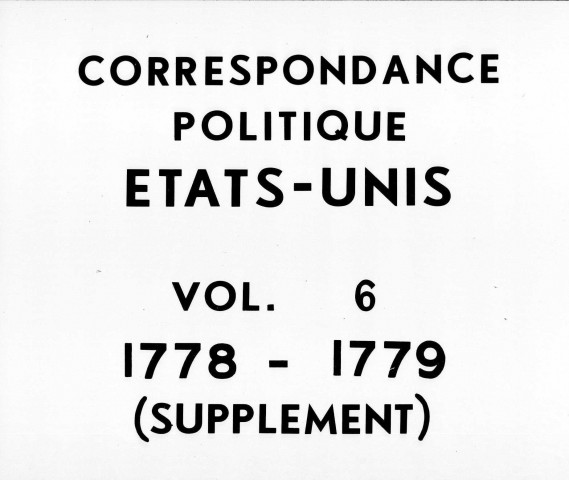 CORRESPONDANCE
POLITIQUE
ETATS-UNIS
VOL. 6
1778 - 1779
(SUPPLEMENT)